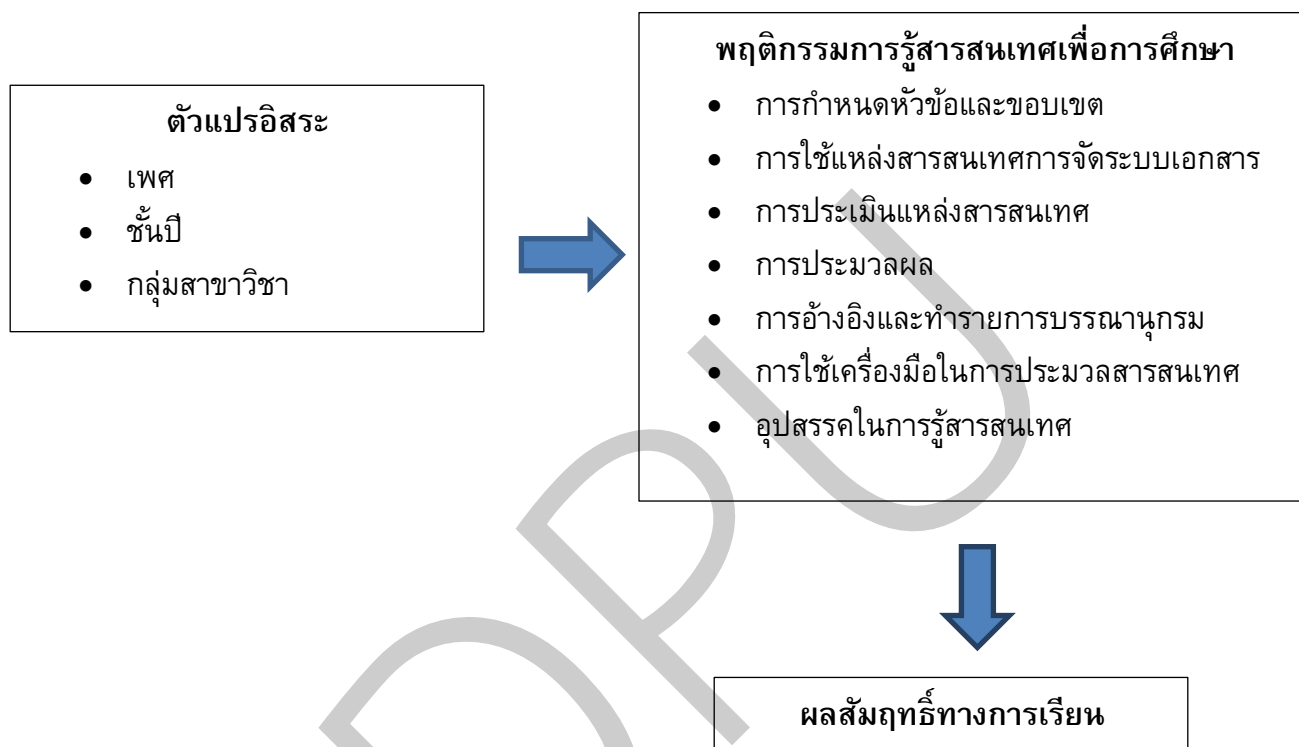 ตัวแปรอิสระ
• เพศ
• ชั้นปี
• กลุ่มสาขาวิชา
พฤติกรรมการรู้สารสนเทศเพื่อการศึกษา
• การกำหนดหัวข้อและขอบเขต
• การใช้แหล่งสารสนเทศการจัดระบบเอกสาร
• การประเมินแหล่งสารสนเทศ
• การประมวลผล
• การอ้างอิงและทำรายการบรรณานุกรม
• การใช้เครื่องมือในการประมวลสารสนเทศ
• อุปสรรคในการรู้สารสนเทศ
ผลสัมฤทธิ์ทางการเรียน
DPU